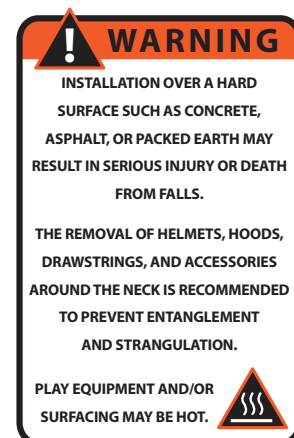 ! WARNING
INSTALLATION OVER A HARD
SURFACE SUCH AS CONCRETE,
ASPHALT, OR PACKED EARTH MAY
RESULT IN SERIOUS INJURY OR DEATH
FROM FALLS.
THE REMOVAL OF HELMETS, HOODS,
DRAWSTRINGS, AND ACCESSORIES
AROUND THE NECK IS RECOMMENDED
TO PREVENT ENTANGLEMENT
AND STRANGULATION.
PLAY EQUIPMENT AND/OR
SURFACING MAY BE HOT.